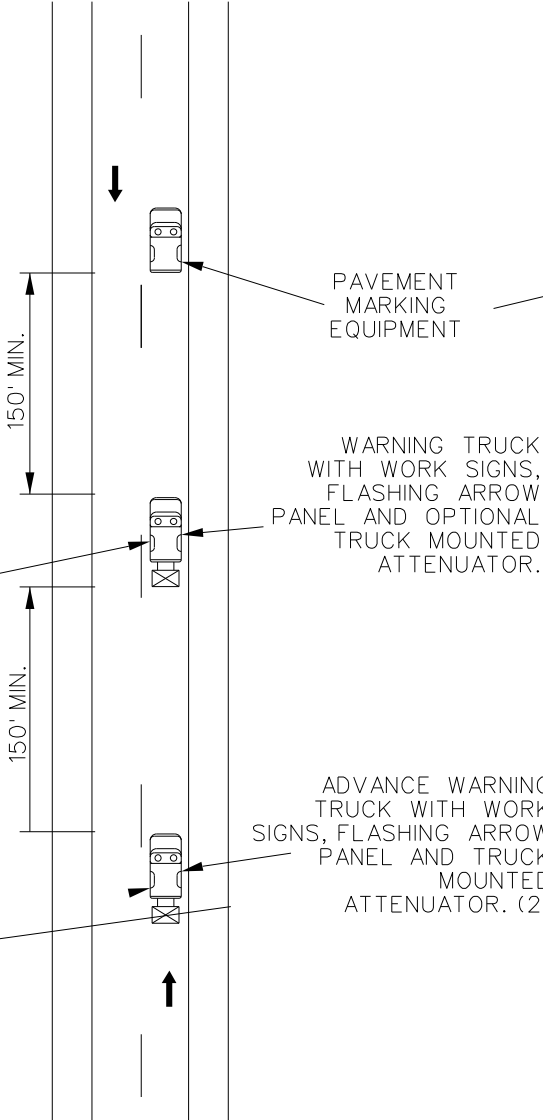 PAVEMENT
MARKING
EQUIPMENT
150' MIN.
WARNING TRUCK
WITH WORK SIGNS,
FLASHING ARROW
PANEL AND OPTIONAL
TRUCK MOUNTED
ATTENUATOR.
150' MIN.
ADVANCE WARNING
TRUCK WITH WORK
SIGNS, FLASHING ARROW
PANEL AND TRUCK
MOUNTED
ATTENUATOR. (2